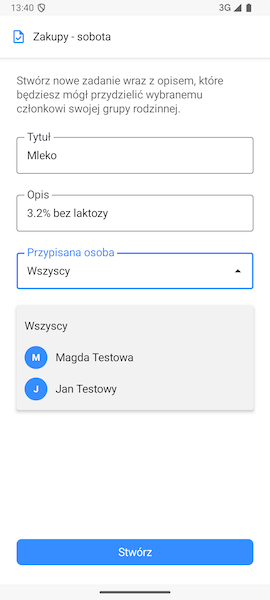 13:40
3G
Zakupy - sobota
Stwórz nowe zadanie wraz z opisem, które
będziesz mógł przydzielić wybranemu
członkowi swojej grupy rodzinnej.
Tytuł
Mleko
Opis
3.2% bez laktozy
Przypisana osoba
Wszyscy
Wszyscy
M Magda Testowa
J Jan Testowy
Stwórz